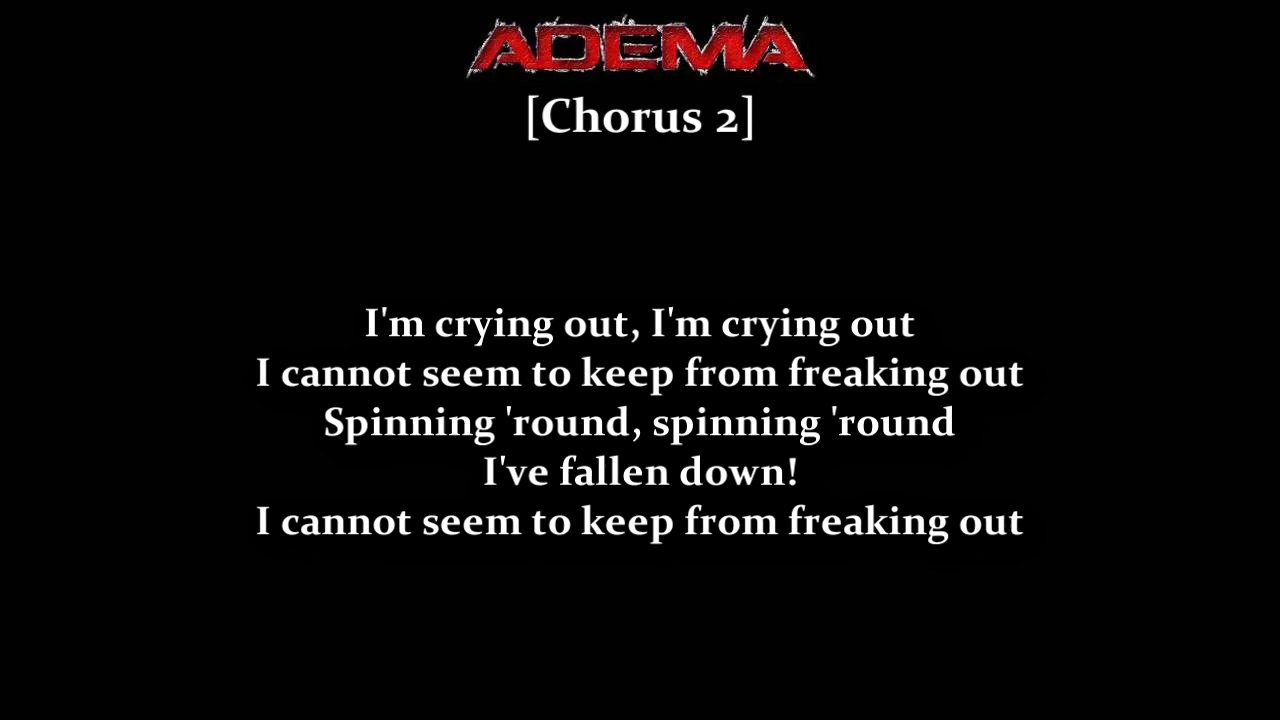 ADEMA
[Chorus 2]
I'm crying out, I'm crying out
I cannot seem to keep from freaking out
Spinning 'round, spinning 'round
I've fallen down!
I cannot seem to keep from freaking out